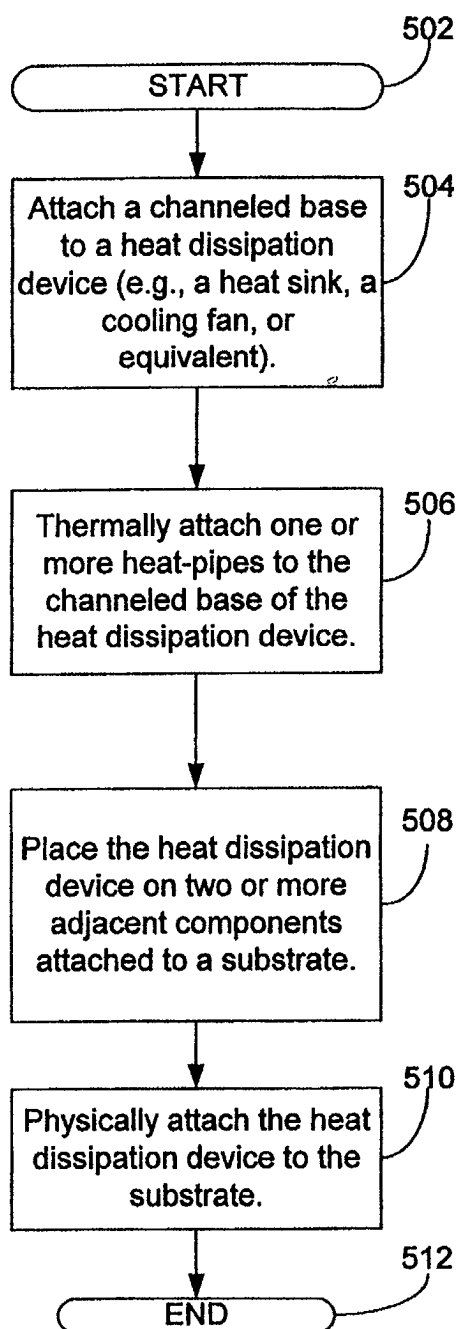 502
START
504
Attach a channeled base
to a heat dissipation
device (e.g., a heat sink, a
cooling fan, or
equivalent).
506
Thermally attach one or
more heat-pipes to the
channeled base of the
heat dissipation device.
508
Place the heat dissipation
device on two or more
adjacent components
attached to a substrate.
510
Physically attach the heat
dissipation device to the
substrate.
512
END